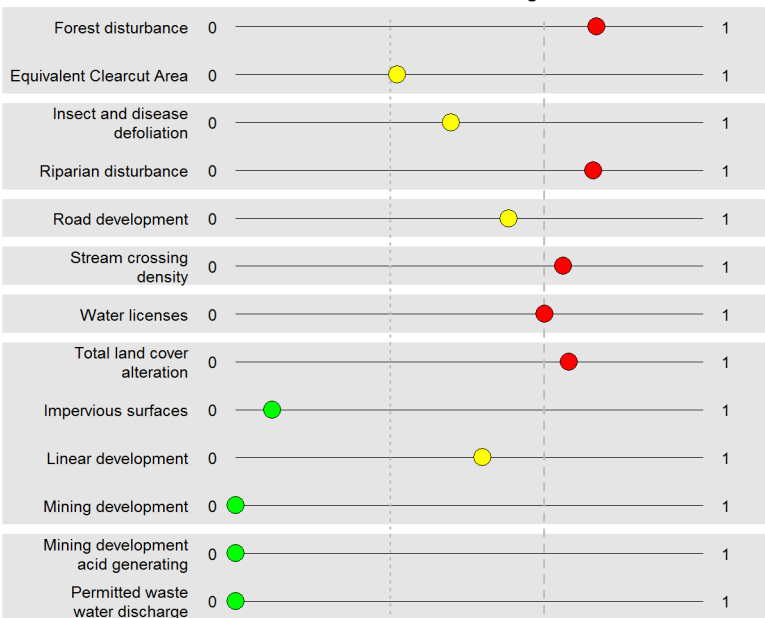 Forest disturbance 0 1
Equivalent Clearcut Area 0 1
Insect and disease
defoliation 0 1
Riparian disturbance 0 1
Road development 0 1
Stream crossing
density 0 1
Water licenses 0 1
Total land cover
alteration 0 1
Impervious surfaces 0 1
Linear development 0 1
Mining development 0 1
Mining development
acid generating 0 1
Permitted waste
water discharge 0 1